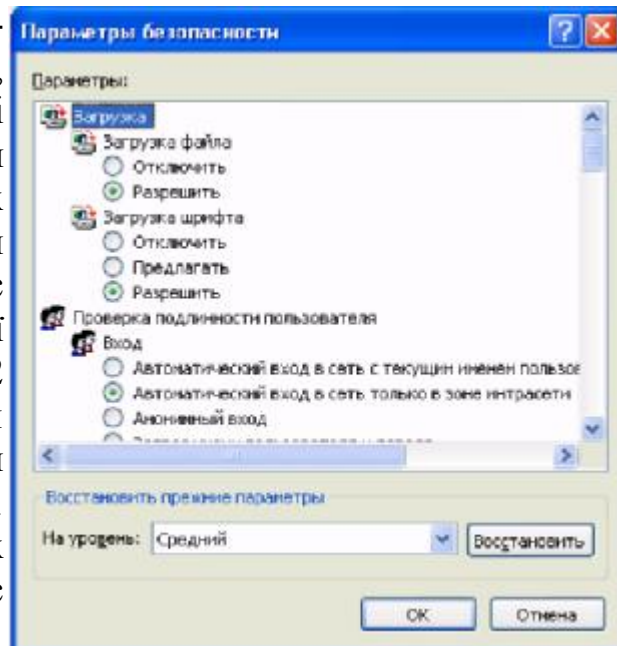 Параметры безопасности
Параметры:
Загрузка
Загрузка файла
Отключить
Разрешить
Загрузка шрифта
Отключить
Предлагать
Разрешить
Проверка подлинности пользователя
Вход
Автоматический вход в сеть с текущим именем пользов
Автоматический вход в сеть только в зоне интрасети
Анонимный вход
Восстановить прежние параметры
На уровень: Средний Восстановить
ОК Отмена